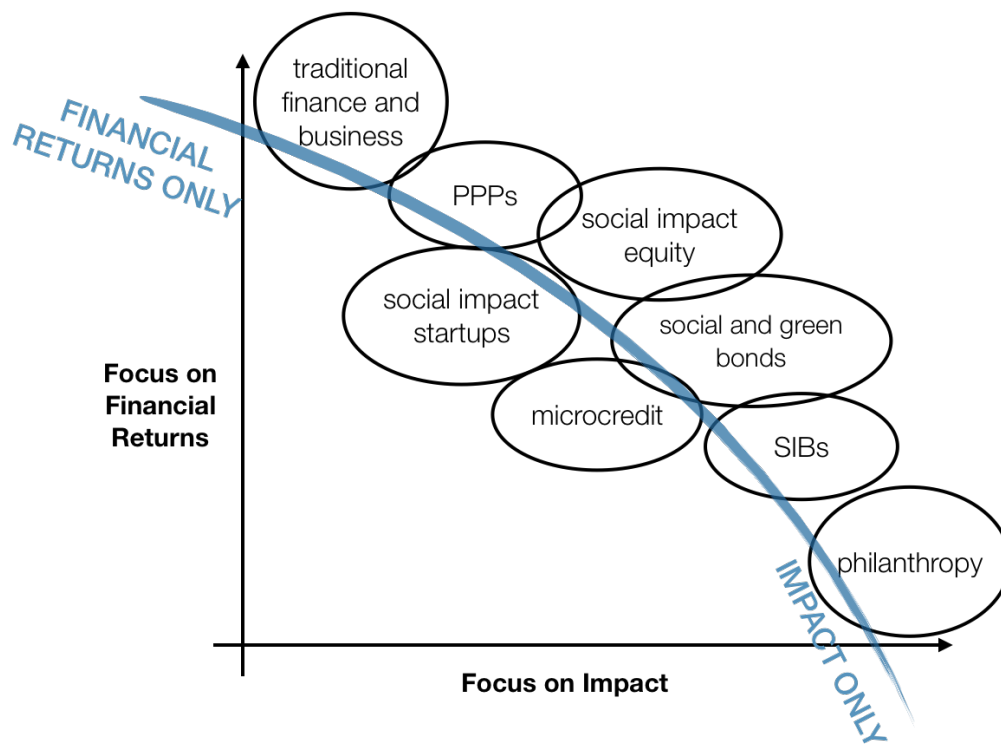 traditional
finance and
business
FINANCIAL
RETURNS ONLY
PPPs
social impact
equity
social impact
startups
social and green
bonds
Focus on
Financial
Returns
microcredit
SIBs
philanthropy
IMPACT ONLY
Focus on Impact